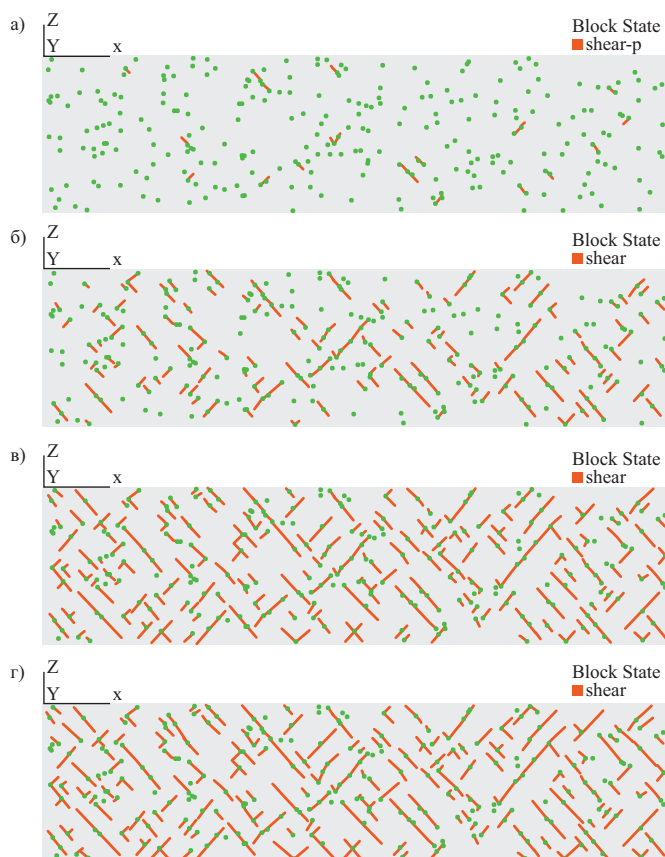 а)
Z
Y x
Block State
shear-p
б)
Z
Y x
Block State
shear
в)
Z
Y x
Block State
shear
г)
Z
Y x
Block State
shear